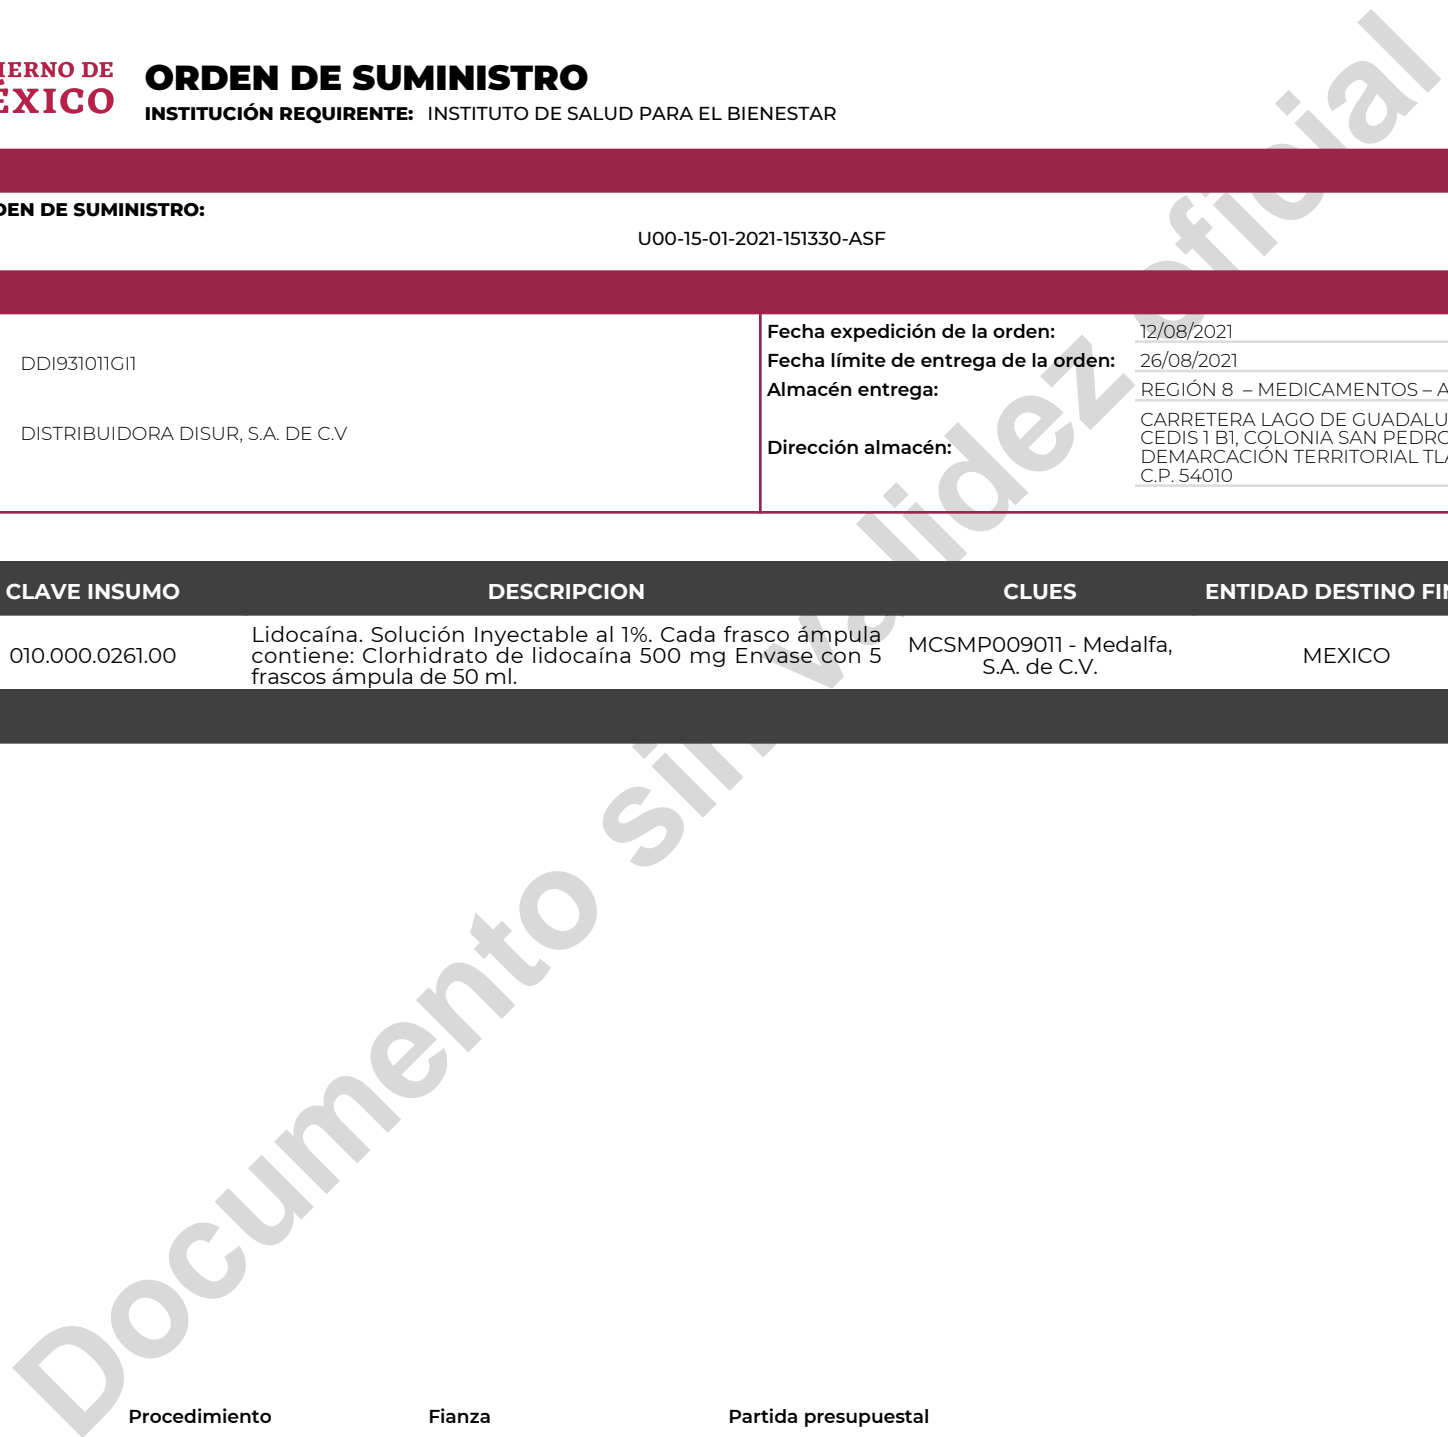 IERNO DE
ÉXICO
ORDEN DE SUMINISTRO
INSTITUCIÓN REQUIRENTE: INSTITUTO DE SALUD PARA EL BIENESTAR
DEN DE SUMINISTRO:
U00-15-01-2021-151330-ASF
DDI931011GI1
DISTRIBUIDORA DISUR, S.A. DE C.V
Fecha expedición de la orden: 12/08/2021
Fecha límite de entrega de la orden: 26/08/2021
Almacén entrega: REGIÓN 8 – MEDICAMENTOS – A
Dirección almacén:
CARRETERA LAGO DE GUADALU
CEDIS 1 B1, COLONIA SAN PEDRO
DEMARCACIÓN TERRITORIAL TLA
C.P. 54010
CLAVE INSUMO DESCRIPCION CLUES ENTIDAD DESTINO FIN
010.000.0261.00
Lidocaína. Solución Inyectable al 1%. Cada frasco ámpula
contiene: Clorhidrato de lidocaína 500 mg Envase con 5
frascos ámpula de 50 ml.
MCSMP009011 - Medalfa,
S.A. de C.V.
MEXICO
Documento sin validez oficial
Procedimiento Fianza Partida presupuestal